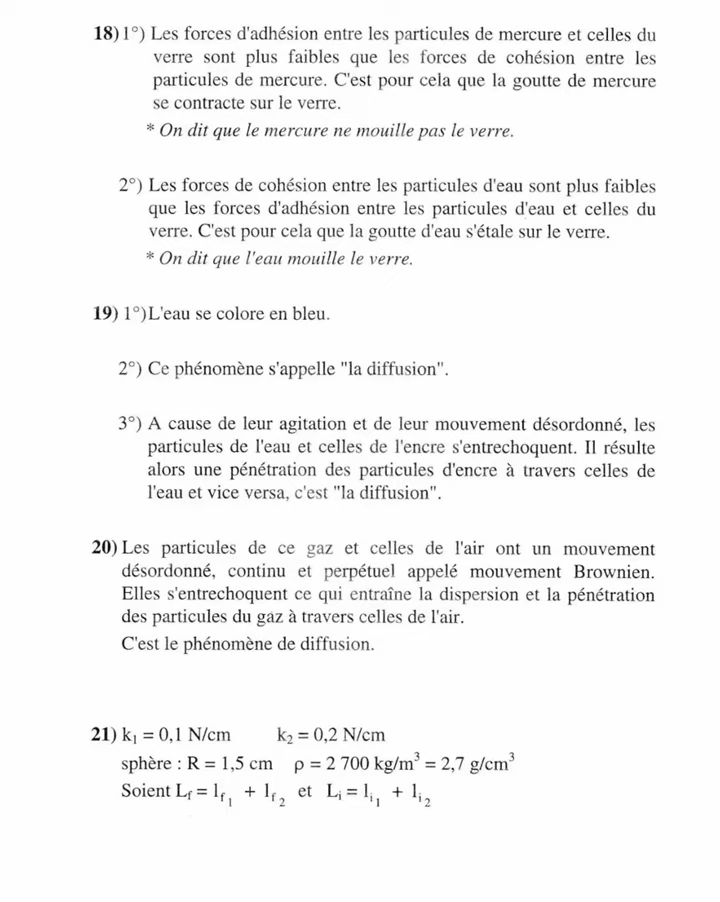 18) 1°) Les forces d'adhésion entre les particules de mercure et celles du
verre sont plus faibles que les forces de cohésion entre les
particules de mercure. C'est pour cela que la goutte de mercure
se contracte sur le verre.
* On dit que le mercure ne mouille pas le verre.
2°) Les forces de cohésion entre les particules d'eau sont plus faibles
que les forces d'adhésion entre les particules d'eau et celles du
verre. C'est pour cela que la goutte d'eau s'étale sur le verre.
* On dit que l'eau mouille le verre.
19) 1°)L'eau se colore en bleu.
2°) Ce phénomène s'appelle "la diffusion".
3°) A cause de leur agitation et de leur mouvement désordonné, les
particules de l'eau et celles de l'encre s'entrechoquent. Il résulte
alors une pénétration des particules d'encre à travers celles de
l'eau et vice versa, c'est "la diffusion".
20) Les particules de ce gaz et celles de l'air ont un mouvement
désordonné, continu et perpétuel appelé mouvement Brownien.
Elles s'entrechoquent ce qui entraîne la dispersion et la pénétration
des particules du gaz à travers celles de l'air.
C'est le phénomène de diffusion.
21) k₁ = 0,1 N/cm k₂ = 0,2 N/cm
sphère : R = 1,5 cm ρ = 2 700 kg/m³ = 2,7 g/cm³
Soient L_f = l_f₁ + l_f₂ et L_i = l_i₁ + l_i₂